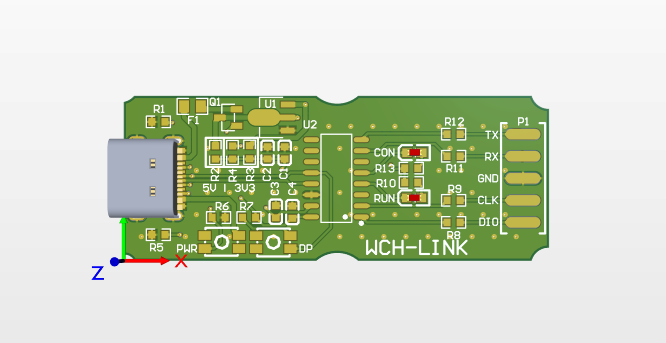 Q1
U1
R1
F1
U2
R12
P1
TX
CON
RX
R11
R2
R4
R3
C2
C1
R13
GND
5V
3V3
R10
R9
C3
C4
RUN
CLK
R6
R7
DIO
R8
R5
PWR
DP
WCH-LINK
Z
X